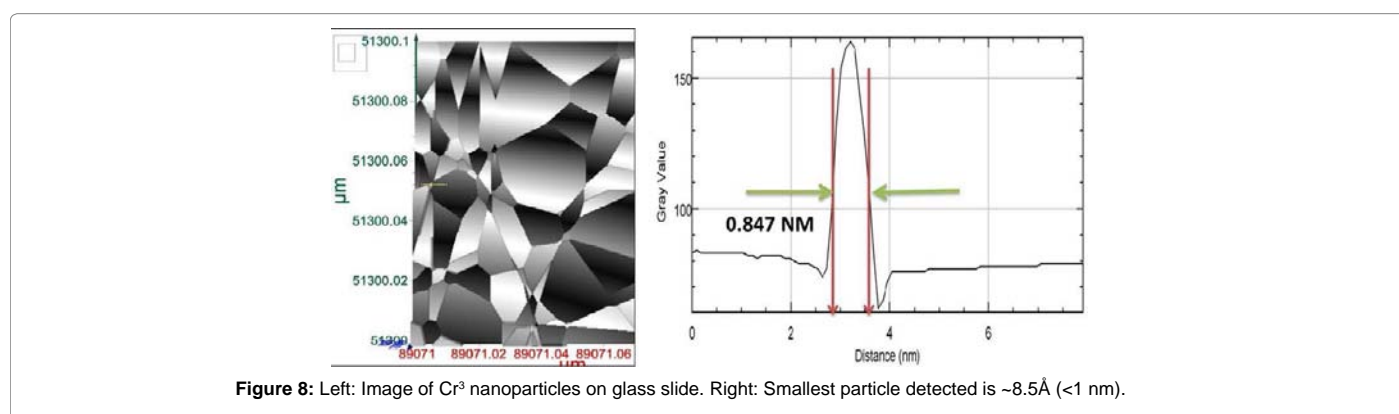 51300.1
51300.08
51300.06
51300.04
51300.02
51300
µm
89071 89071.02 89071.04 89071.06
µm
150
100
Gray Value
0.847 NM
0 2 4 6
Distance (nm)
Figure 8: Left: Image of Cr³ nanoparticles on glass slide. Right: Smallest particle detected is ~8.5Å (<1 nm).